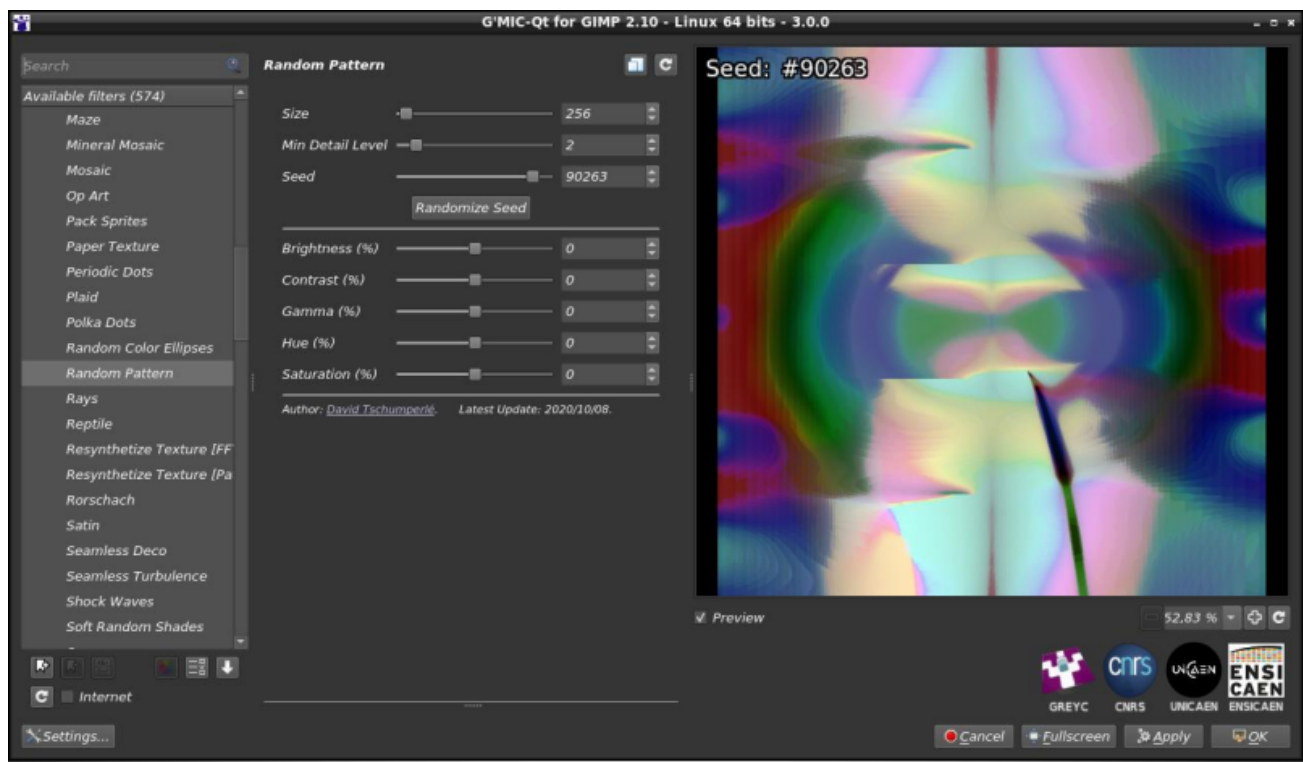 G'MIC-Qt for GIMP 2.10 - Linux 64 bits - 3.0.0
Search
Available filters (574)
Maze
Mineral Mosaic
Mosaic
Op Art
Pack Sprites
Paper Texture
Periodic Dots
Plaid
Polka Dots
Random Color Ellipses
Random Pattern
Rays
Reptile
Resynthetize Texture [FF
Resynthetize Texture [Pa
Rorschach
Satin
Seamless Deco
Seamless Turbulence
Shock Waves
Soft Random Shades
Internet
Settings...
Random Pattern
Size 256
Min Detail Level 2
Seed 90263
Randomize Seed
Brightness (%) 0
Contrast (%) 0
Gamma (%) 0
Hue (%) 0
Saturation (%) 0
Author: David Tschumperlé. Latest Update: 2020/10/08.
Seed: #90263
Preview
52.83 %
cnrs UNICAEN ENSI
CAEN
GREYC CNRS UNICAEN ENSICAEN
Cancel Fullscreen Apply OK